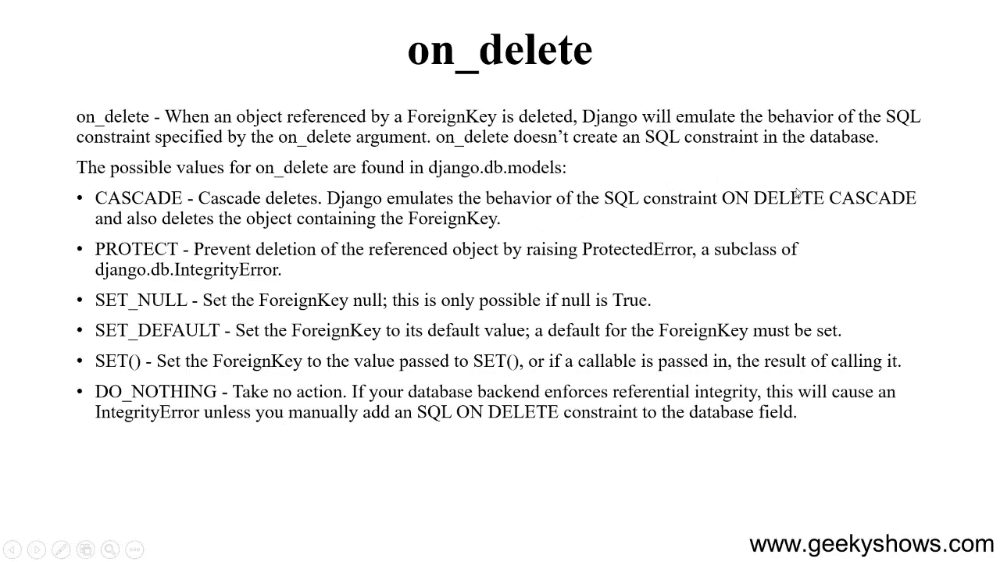 on_delete
on_delete - When an object referenced by a ForeignKey is deleted, Django will emulate the behavior of the SQL
constraint specified by the on_delete argument. on_delete doesn’t create an SQL constraint in the database.
The possible values for on_delete are found in django.db.models:
• CASCADE - Cascade deletes. Django emulates the behavior of the SQL constraint ON DELETE CASCADE
and also deletes the object containing the ForeignKey.
• PROTECT - Prevent deletion of the referenced object by raising ProtectedError, a subclass of
django.db.IntegrityError.
• SET_NULL - Set the ForeignKey null; this is only possible if null is True.
• SET_DEFAULT - Set the ForeignKey to its default value; a default for the ForeignKey must be set.
• SET() - Set the ForeignKey to the value passed to SET(), or if a callable is passed in, the result of calling it.
• DO_NOTHING - Take no action. If your database backend enforces referential integrity, this will cause an
IntegrityError unless you manually add an SQL ON DELETE constraint to the database field.
www.geekyshows.com